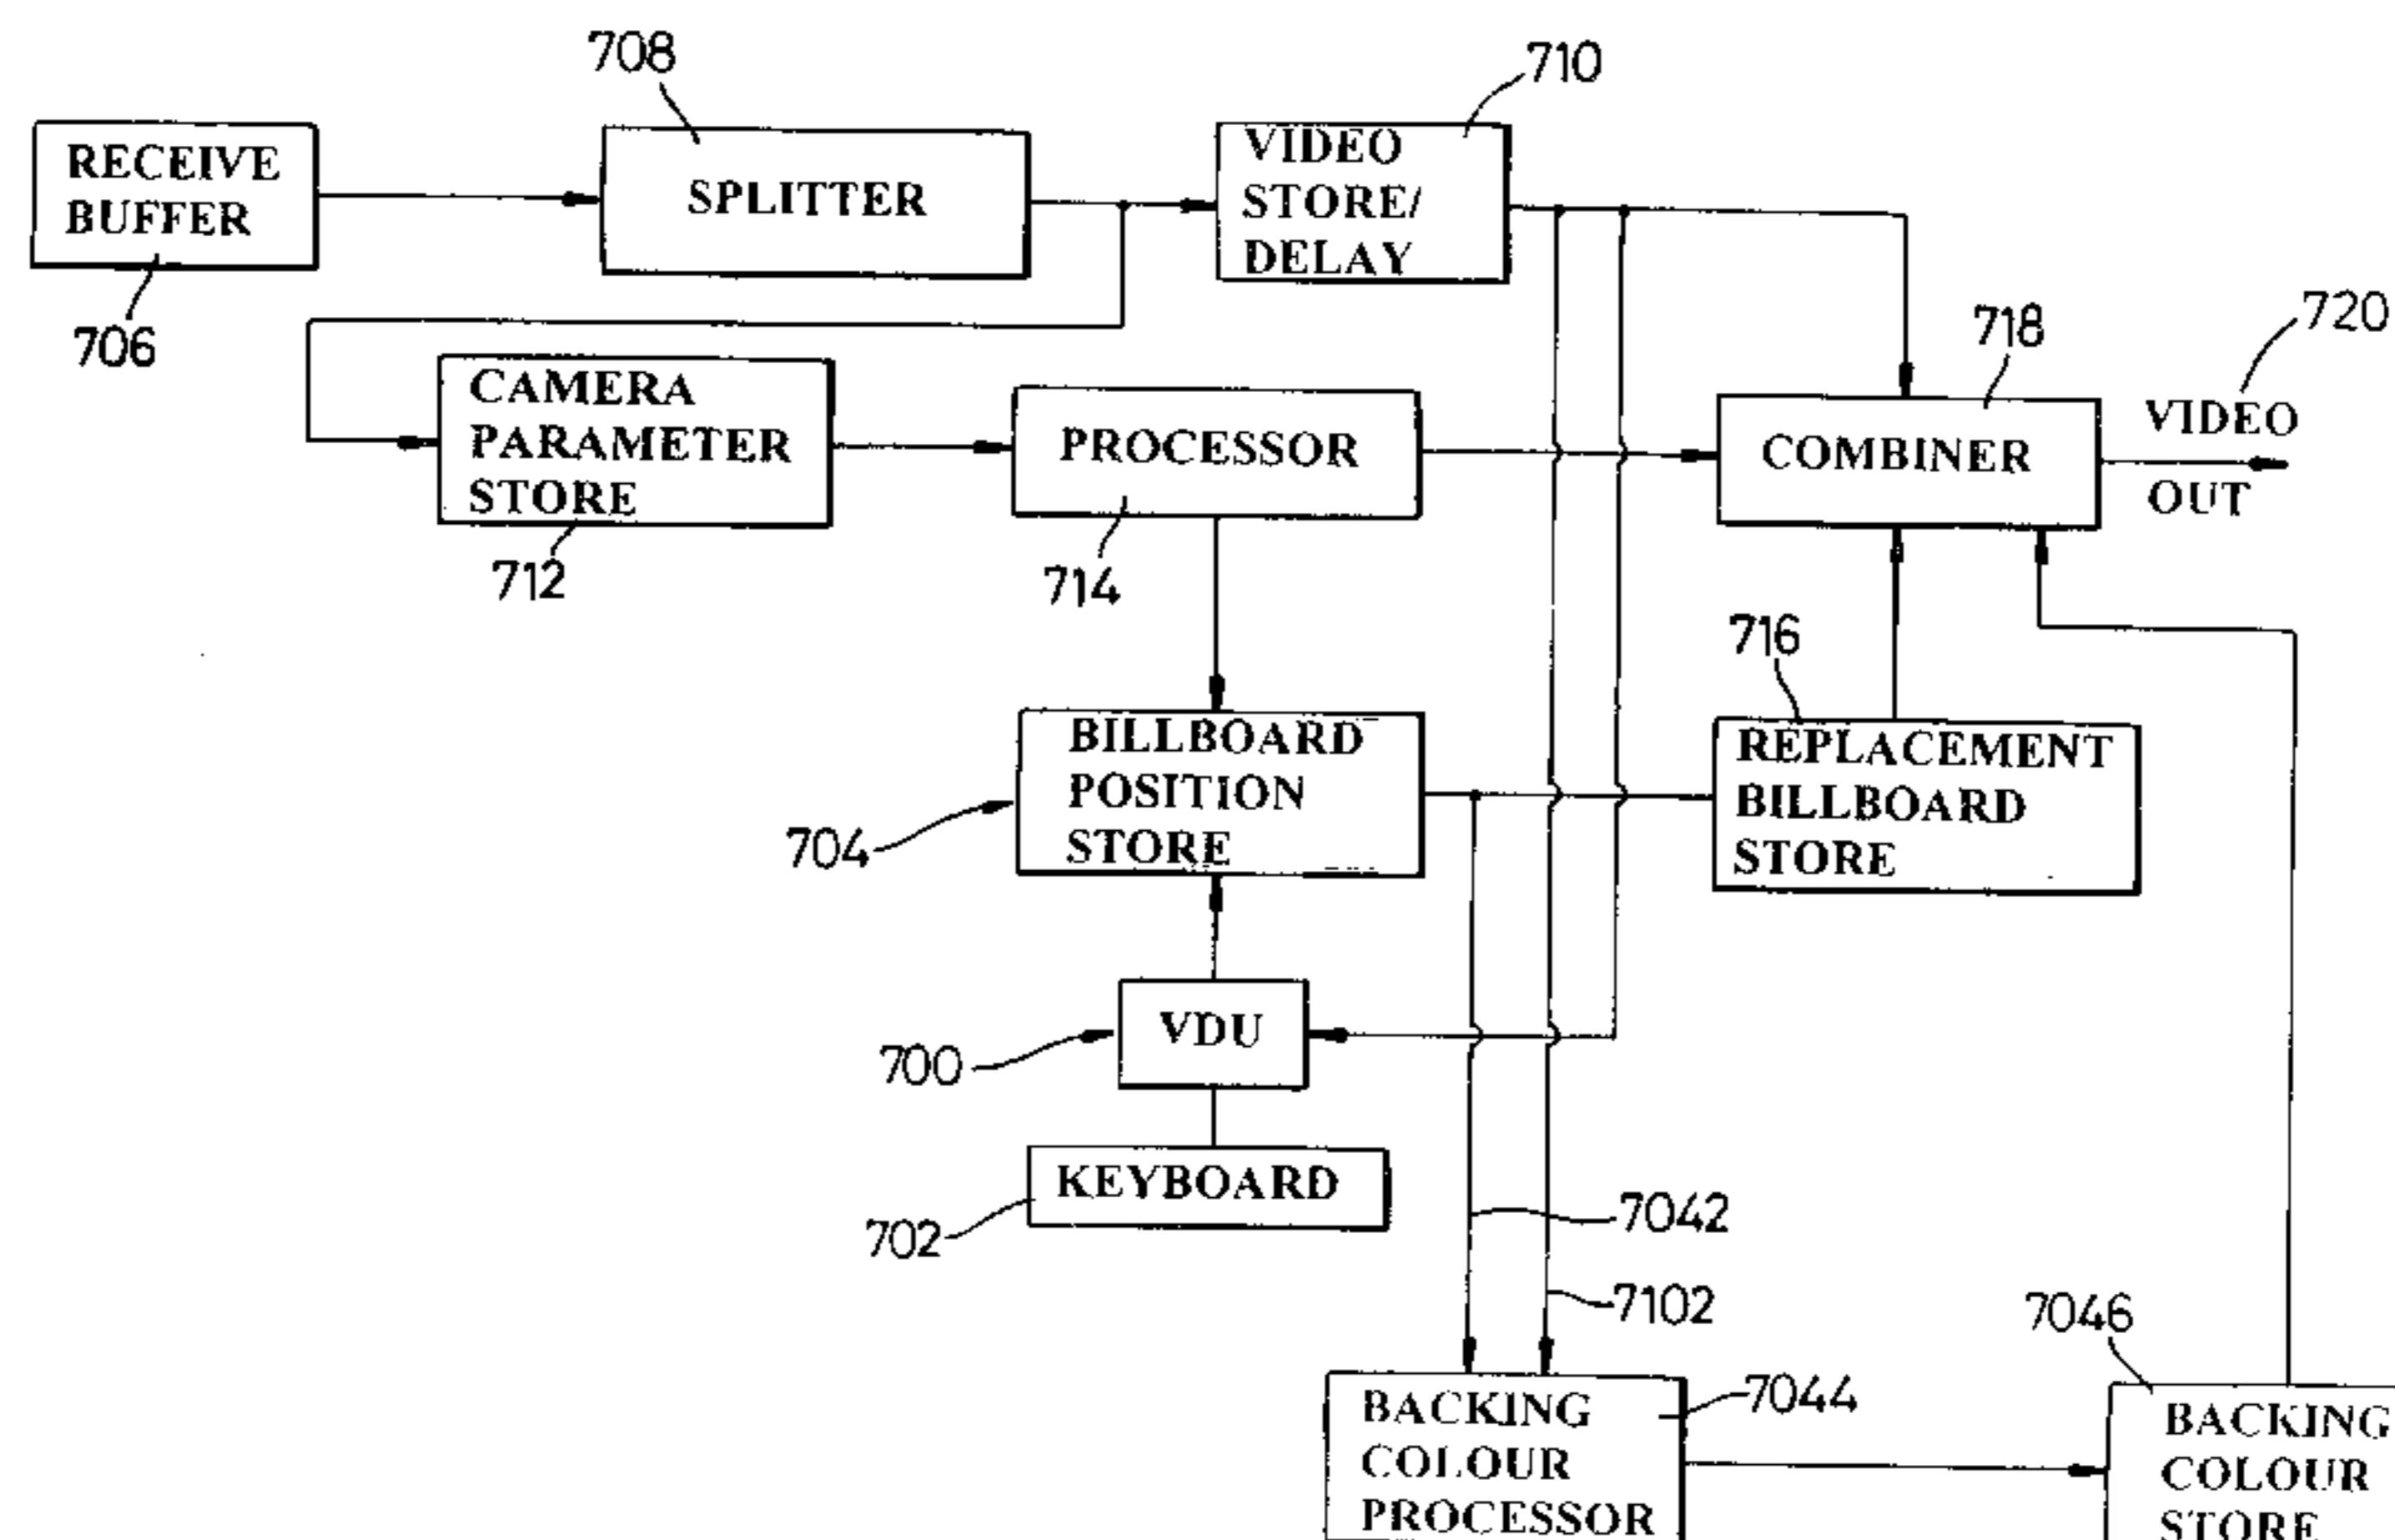 708
710
RECEIVE
BUFFER
SPLITTER
VIDEO
STORE/
DELAY
706
718
720
CAMERA
PARAMETER
STORE
PROCESSOR
COMBINER
VIDEO
OUT
712
714
716
704
BILLBOARD
POSITION
STORE
REPLACEMENT
BILLBOARD
STORE
700
VDU
702
KEYBOARD
7042
7102
7046
7044
BACKING
COLOUR
PROCESSOR
BACKING
COLOUR
STORE